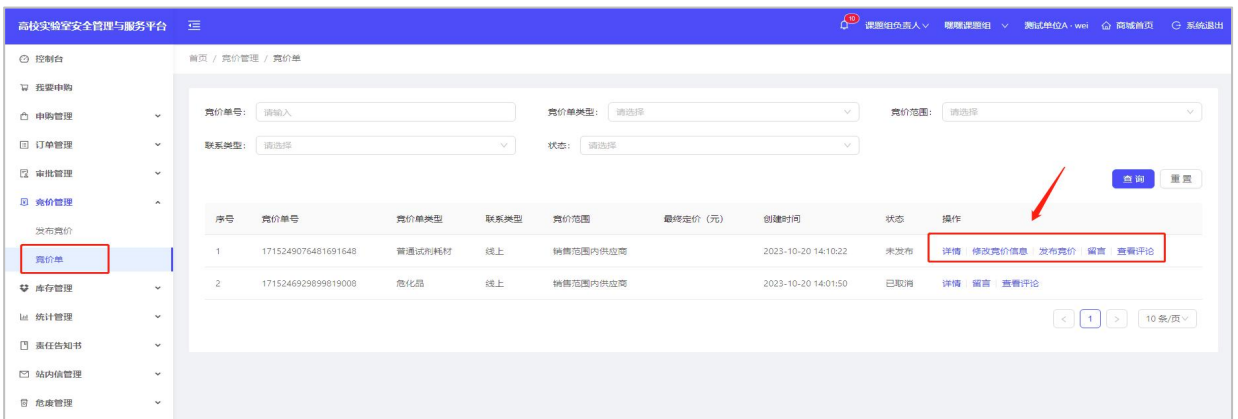 高校实验室安全管理与服务平台
10 课题组负责人 嘿嘿课题组 测试单位A·wei 商城首页 系统退出
控制台
首页 / 竞价管理 / 竞价单
我要申购
申购管理
订单管理
审批管理
竞价管理
发布竞价
竞价单
库存管理
统计管理
责任告知书
站内信管理
危废管理
竞价单号: 请输入 竞价单类型: 请选择 竞价范围: 请选择
联系类型: 请选择 状态: 请选择
查 询 重 置
序号 竞价单号 竞价单类型 联系类型 竞价范围 最终定价（元） 创建时间 状态 操作
1 1715249076481691648 普通试剂耗材 线上 销售范围内供应商 2023-10-20 14:10:22 未发布 详情 修改竞价信息 发布竞价 留言 查看评论
2 1715246929899819008 危化品 线上 销售范围内供应商 2023-10-20 14:01:50 已取消 详情 留言 查看评论
< 1 > 10 条/页